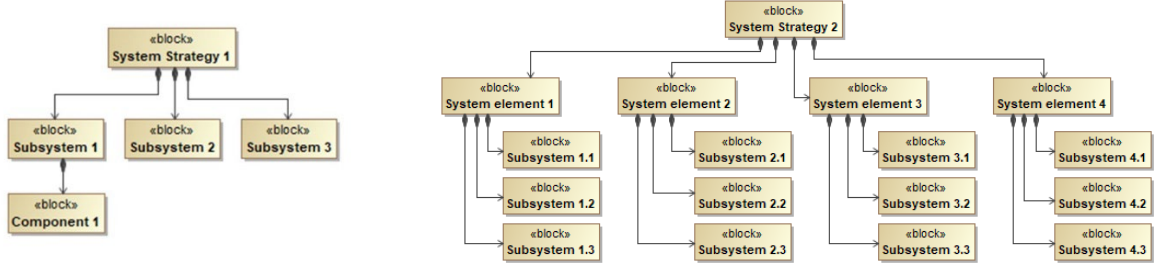 «block»
System Strategy 1
«block»
Subsystem 1
«block»
Subsystem 2
«block»
Subsystem 3
«block»
Component 1
«block»
System Strategy 2
«block»
System element 1
«block»
System element 2
«block»
System element 3
«block»
System element 4
«block»
Subsystem 1.1
«block»
Subsystem 1.2
«block»
Subsystem 1.3
«block»
Subsystem 2.1
«block»
Subsystem 2.2
«block»
Subsystem 2.3
«block»
Subsystem 3.1
«block»
Subsystem 3.2
«block»
Subsystem 3.3
«block»
Subsystem 4.1
«block»
Subsystem 4.2
«block»
Subsystem 4.3